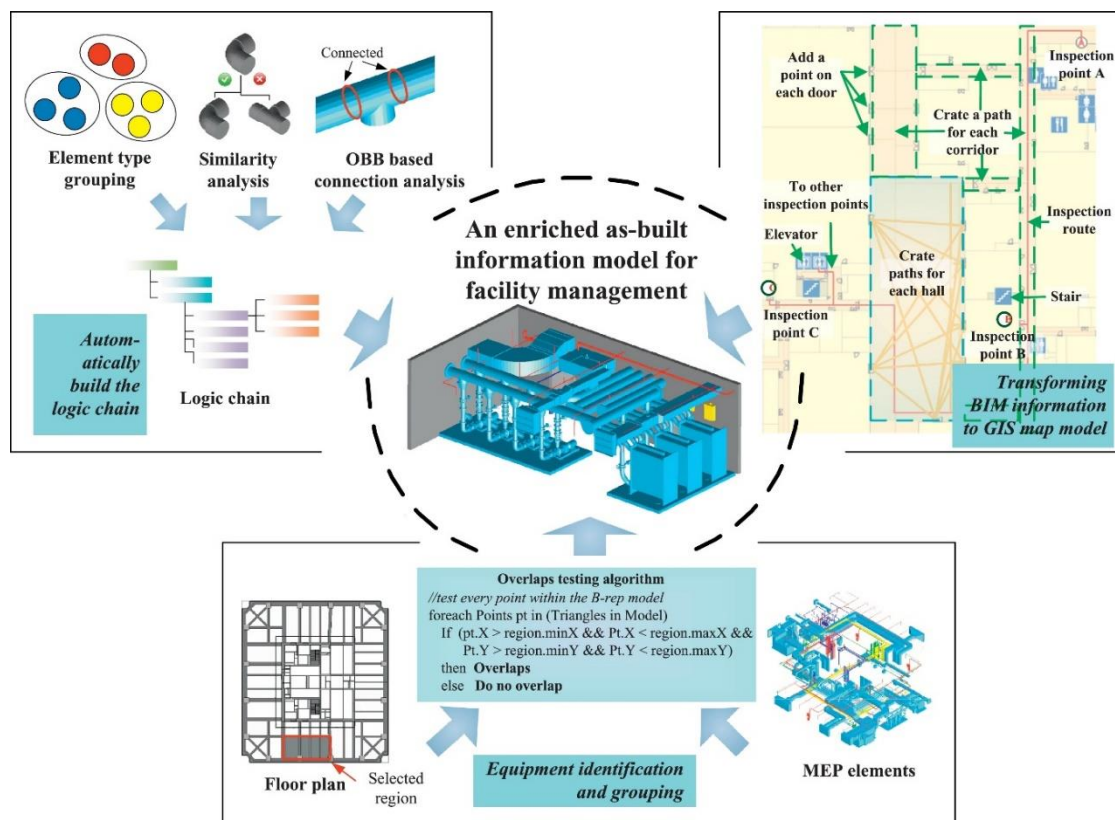 Element type
grouping
Similarity
analysis
Connected
OBB based
connection analysis
Autom-
atically
build the
logic chain
Logic chain
An enriched as-built
information model for
facility management
Add a
point on
each door
Inspection
point A
A
Crate a path
for each
corridor
To other
inspection points
Elevator
Inspection
route
Crate
paths for
each hall
Stair
C
Inspection
point C
B
Inspection
point B
Transforming
BIM information
to GIS map model
Overlaps testing algorithm
//test every point within the B-rep model
foreach Points pt in (Triangles in Model)
If (pt.X > region.minX && Pt.X < region.maxX &&
Pt.Y > region.minY && Pt.Y < region.maxY)
then Overlaps
else Do no overlap
Floor plan
Selected
region
Equipment identification
and grouping
MEP elements